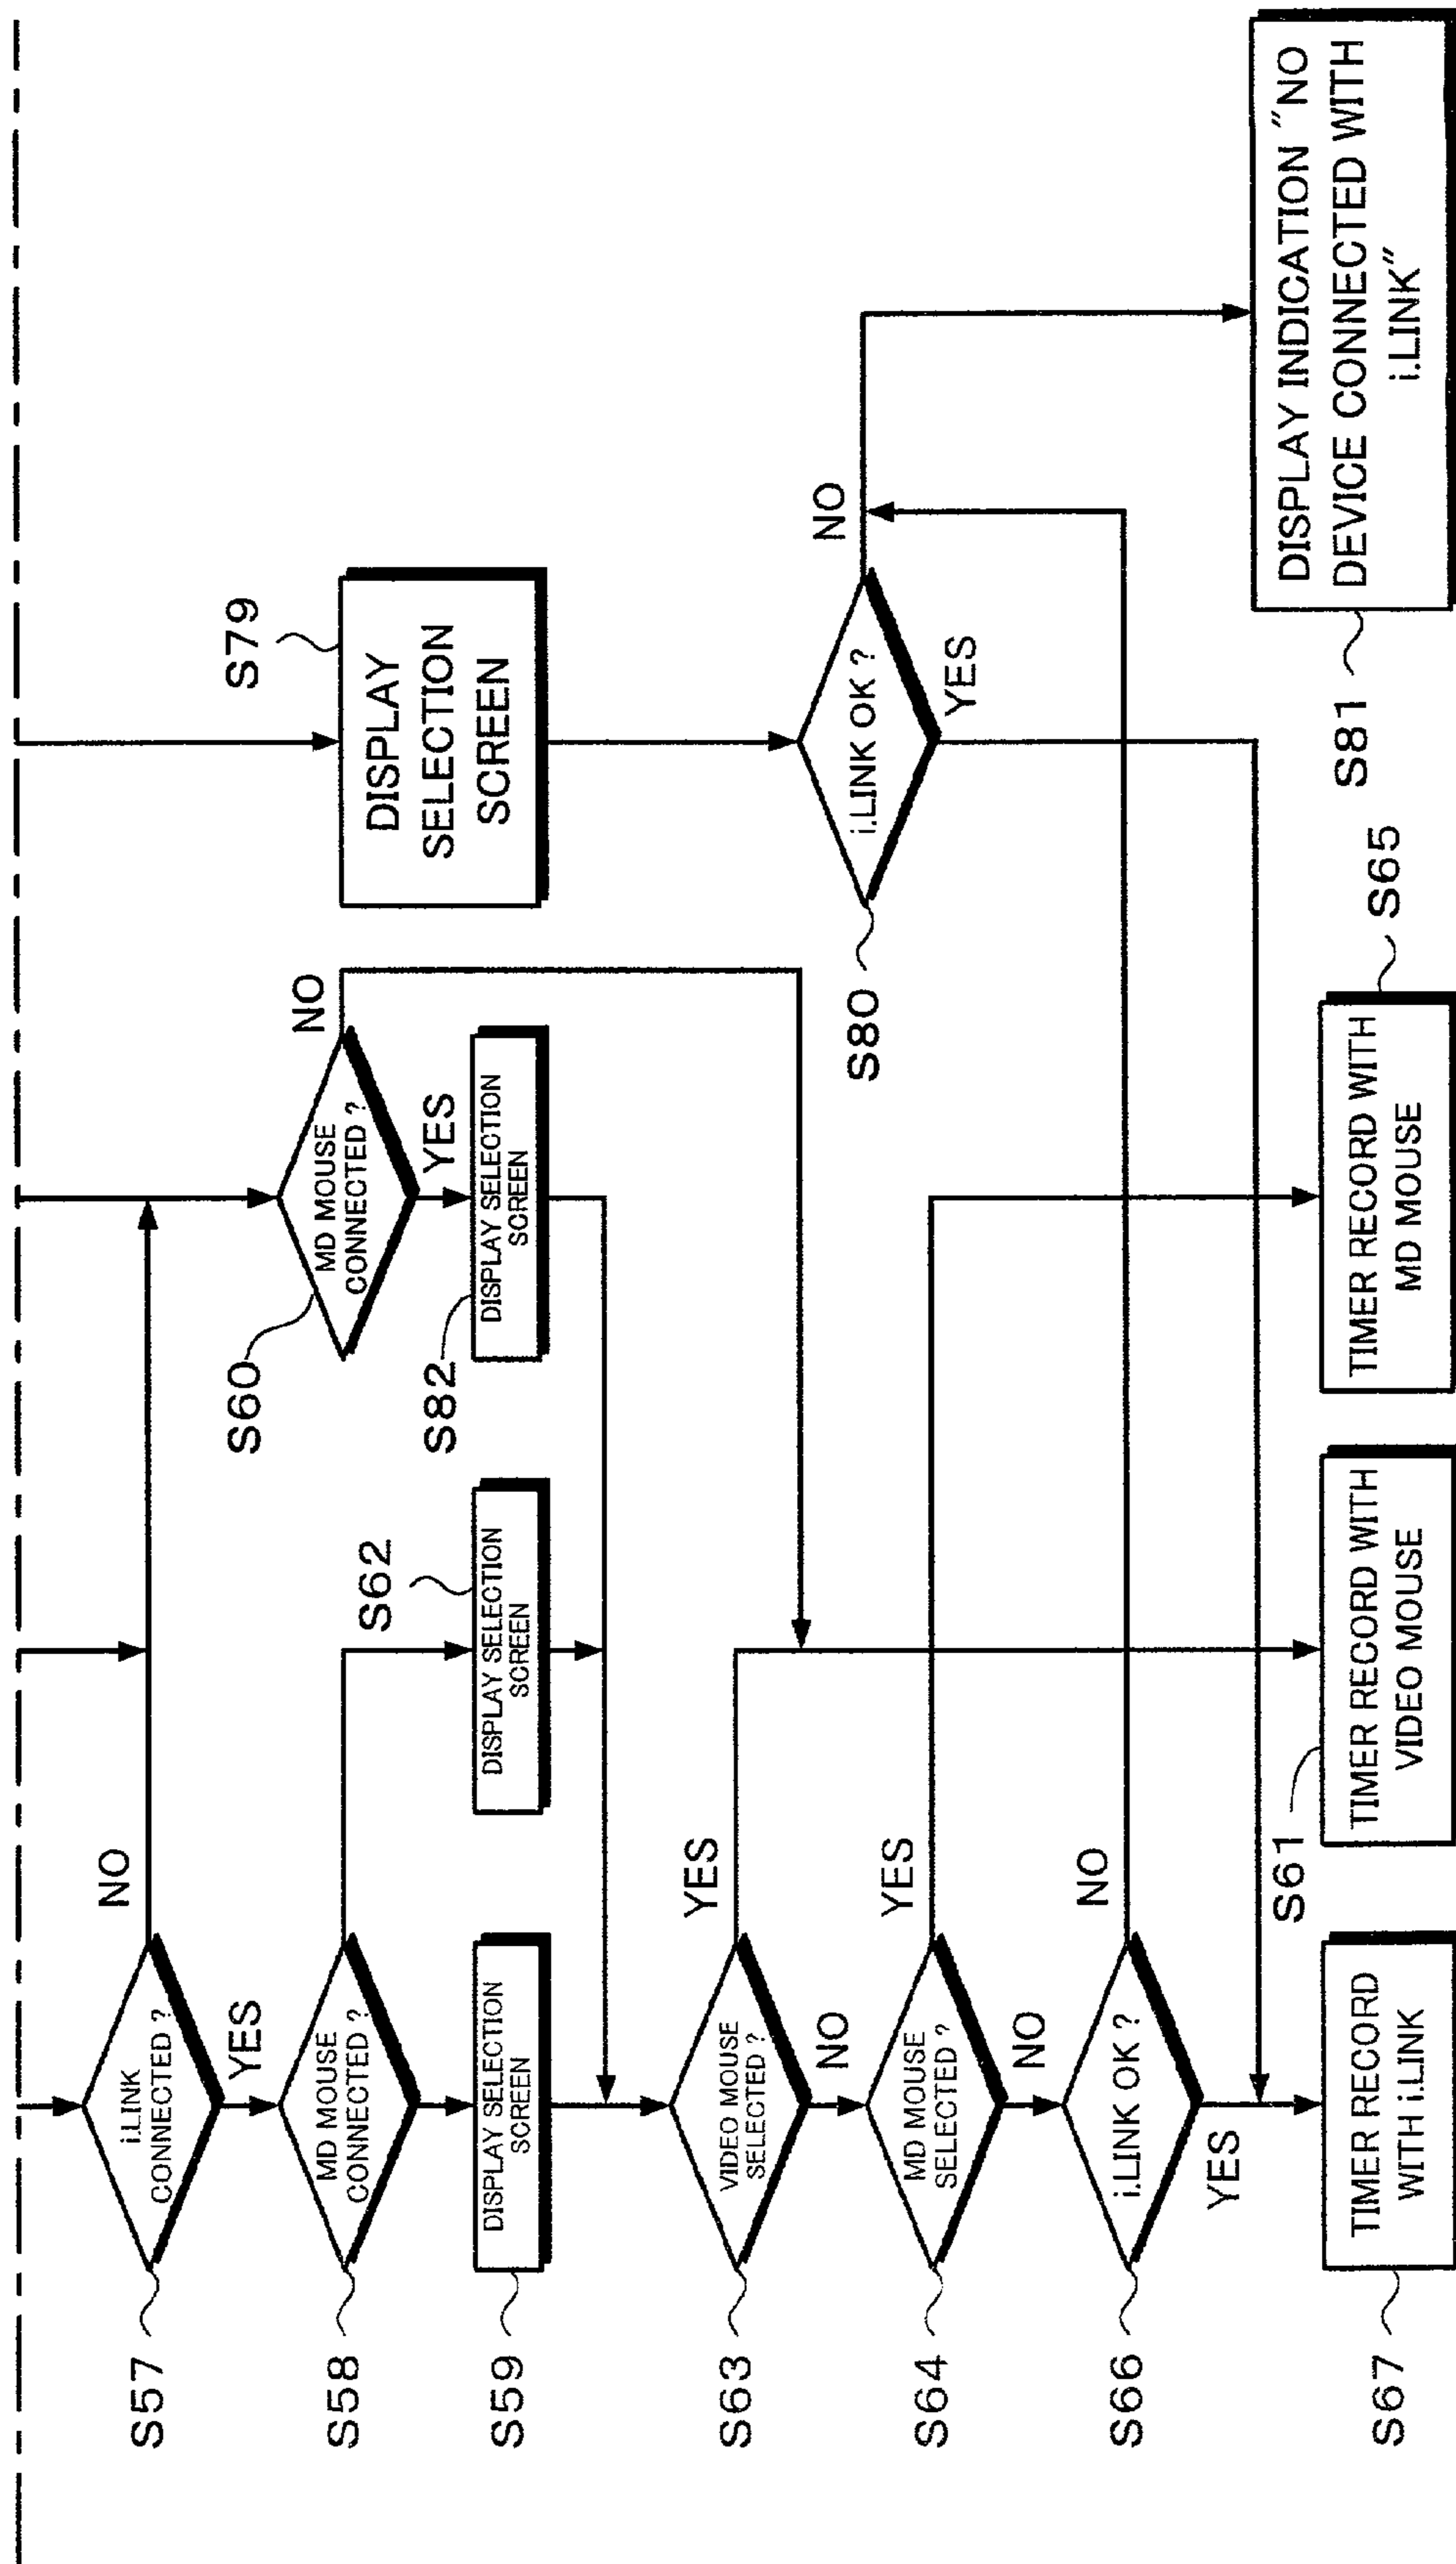 S57
i.LINK
CONNECTED ?
NO
YES
S58
MD MOUSE
CONNECTED ?
S59
DISPLAY SELECTION
SCREEN
S62
DISPLAY SELECTION
SCREEN
S60
MD MOUSE
CONNECTED ?
NO
YES
S82
DISPLAY SELECTION
SCREEN
S79
DISPLAY
SELECTION
SCREEN
S63
VIDEO MOUSE
SELECTED ?
YES
NO
S64
MD MOUSE
SELECTED ?
YES
NO
S66
i.LINK OK ?
NO
YES
S80
i.LINK OK ?
NO
YES
S67
TIMER RECORD
WITH i.LINK
S61
TIMER RECORD WITH
VIDEO MOUSE
S65
TIMER RECORD WITH
MD MOUSE
S81
DISPLAY INDICATION "NO
DEVICE CONNECTED WITH
i.LINK"